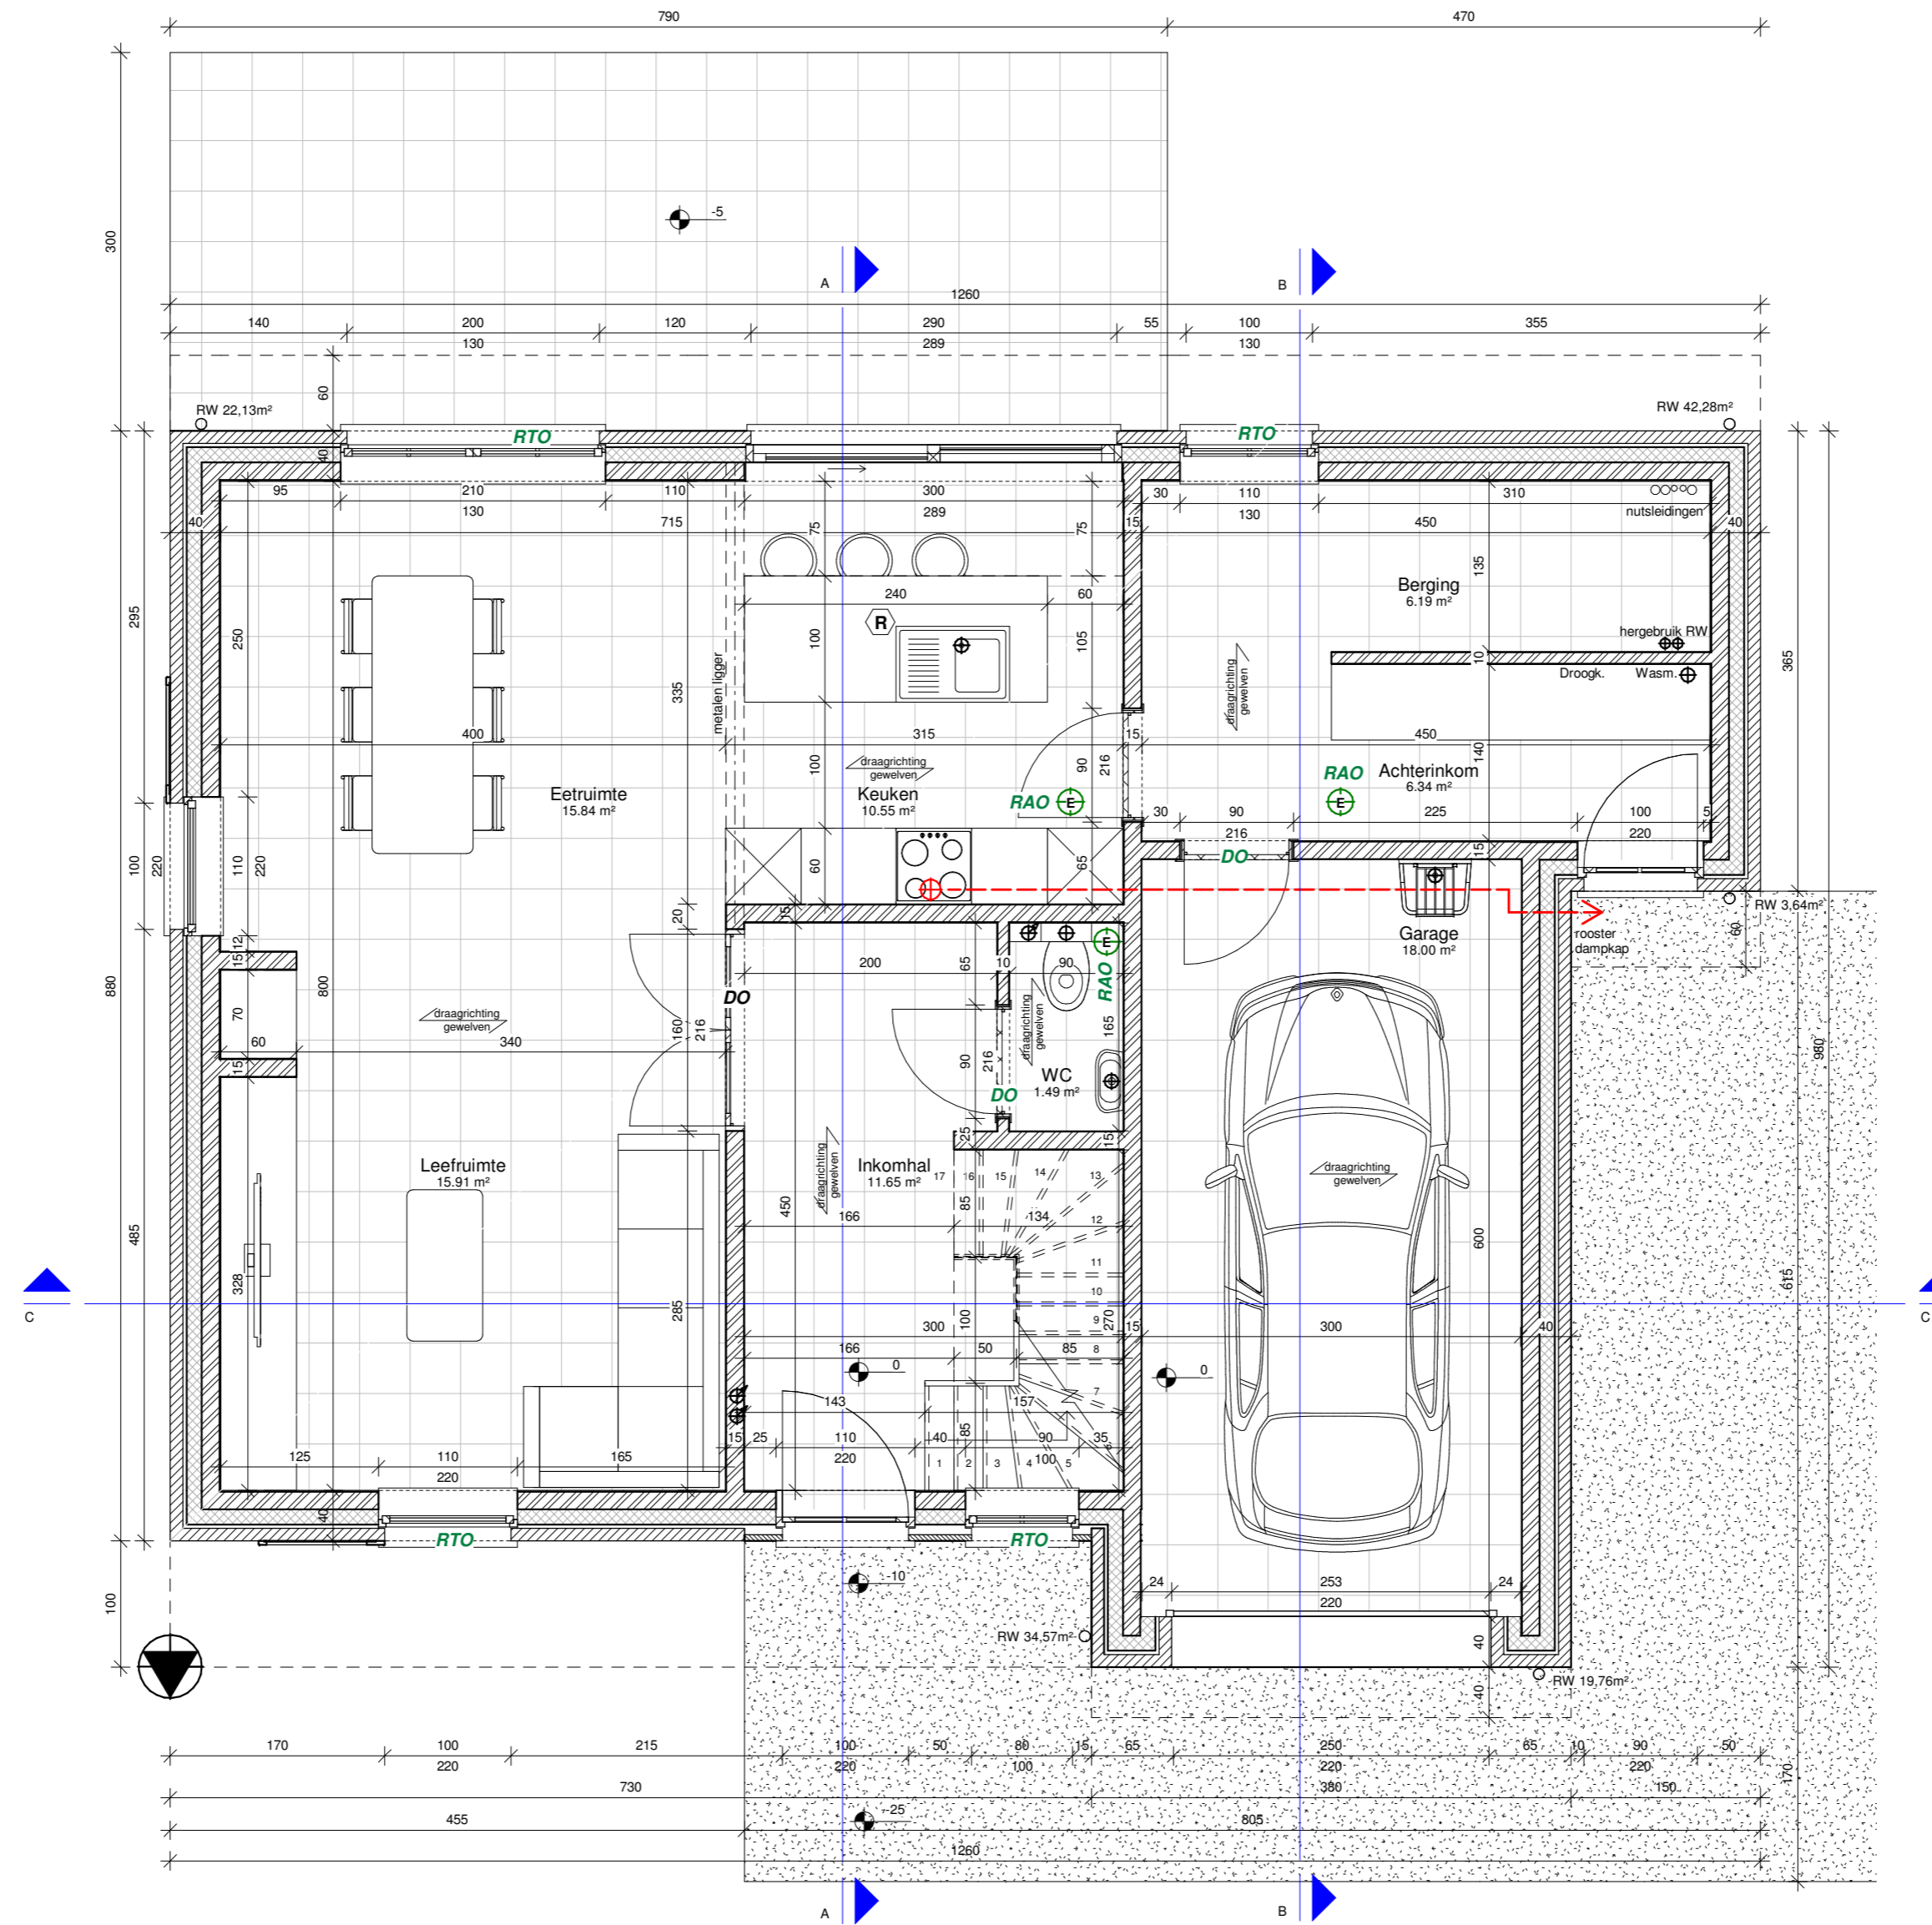 790
470
300
-5
A
B
1260
140
200
120
290
55
100
355
130
289
130
60
RW 22,13m²
RW 42,28m²
RTO
RTO
40
95
210
110
300
30
110
310
130
289
130
nutsleidingen
40
715
15
450
40
75
75
135
295
250
240
60
Berging
6.19 m²
R
100
105
hergebruik RW
10
365
335
metalen ligger
draagrichting
gewelven
Droogk.
Wasm.
400
315
15
450
100
draagrichting
gewelven
90
216
140
Eetruimte
15.84 m²
Keuken
10.55 m²
RAO
E
RAO
E
Achterinkom
6.34 m²
30
90
225
100
5
216
220
100
220
110
220
60
65
DO
15
20
15
Garage
18.00 m²
rooster
dampkap
RW 3,64m²
60
12
15
200
65
10
90
E
RAO
880
800
70
DO
draagrichting
gewelven
160
216
60
340
15
draagrichting
gewelven
165
90
216
WC
1.49 m²
DO
980
25
15
Leefruimte
15.91 m²
Inkomhal
11.65 m²
draagrichting
gewelven
17
16
15
14
13
draagrichting
gewelven
485
450
85
166
134
12
600
615
328
285
11
10
9
8
7
6
C
C
300
100
270
15
300
40
166
50
85
0
0
143
157
125
110
165
220
15
25
110
220
40
85
90
100
35
1
2
3
4
5
40
RTO
RTO
100
-10
24
253
24
220
RW 34,57m²
40
40
RW 19,76m²
170
100
215
100
50
80
15
65
250
65
10
90
50
220
220
100
220
220
170
730
380
150
-25
455
805
1260
A
B